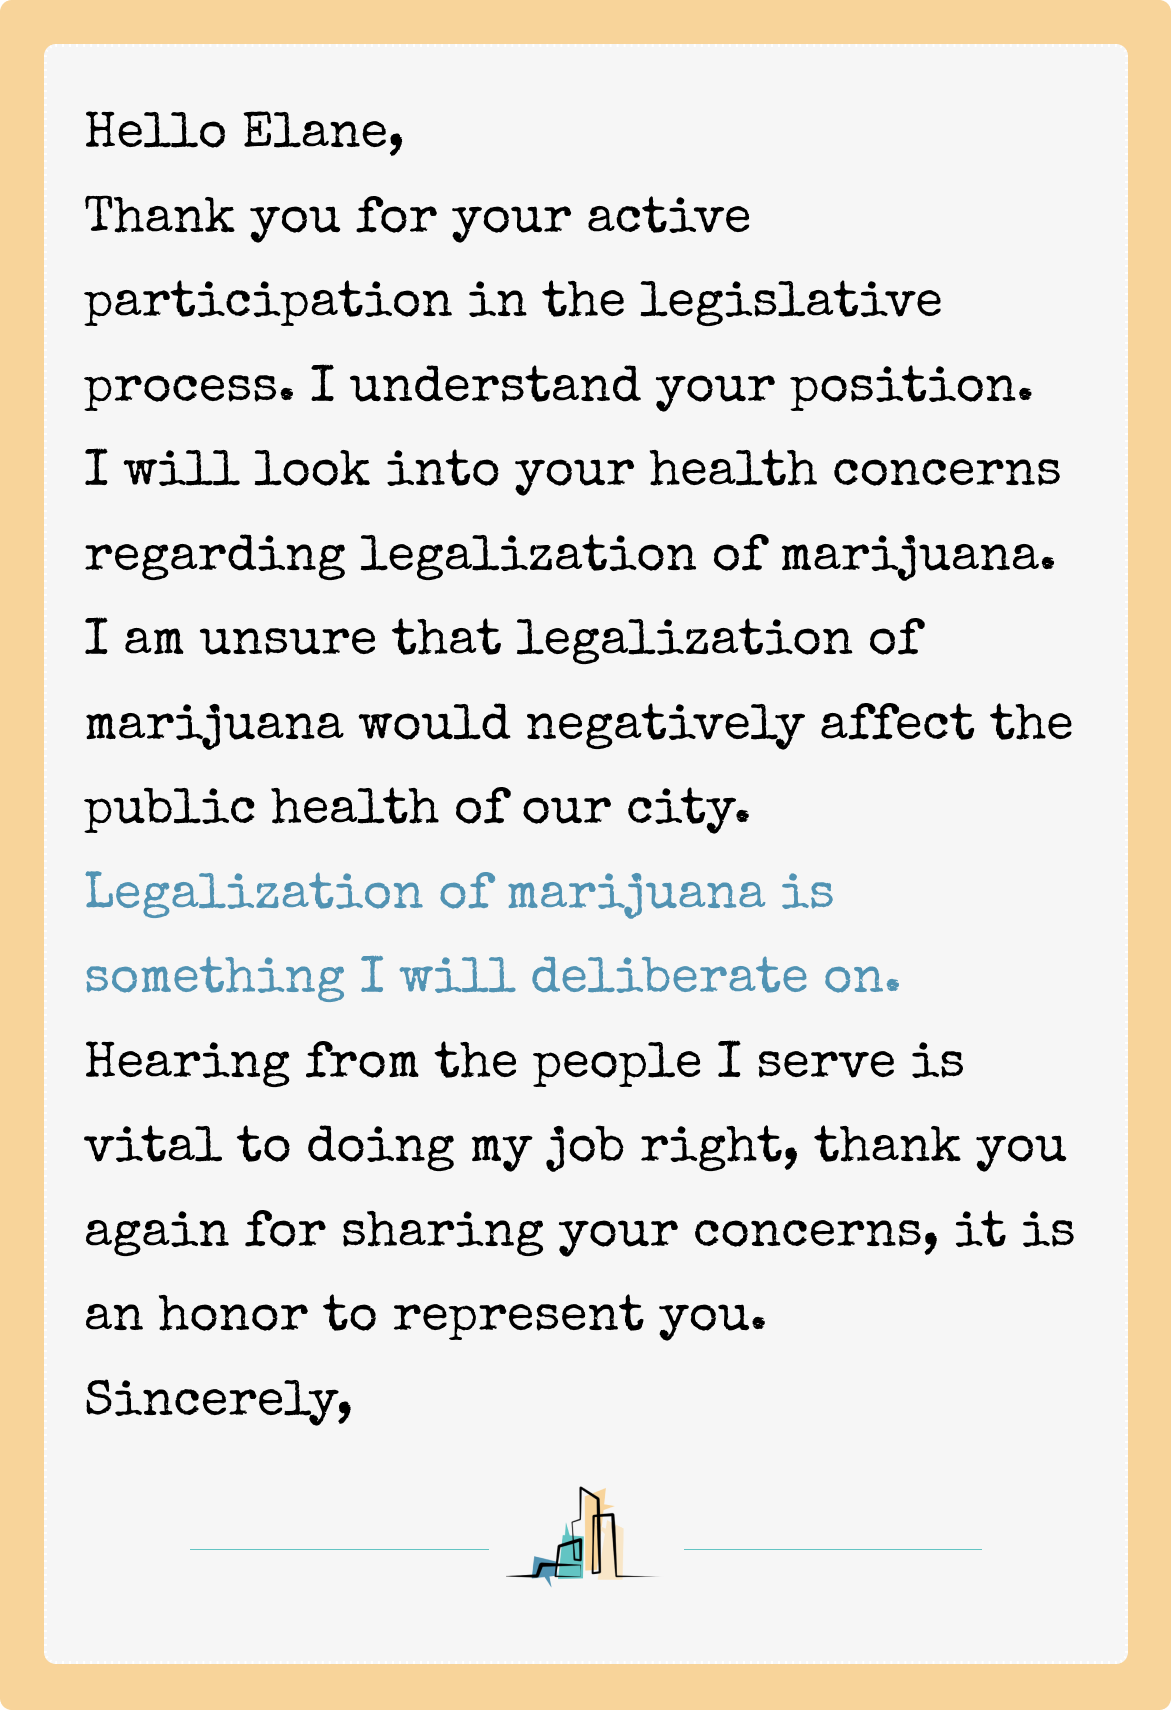 Hello Elane,
Thank you for your active
participation in the legislative
process. I understand your position.
I will look into your health concerns
regarding legalization of marijuana.
I am unsure that legalization of
marijuana would negatively affect the
public health of our city.
Legalization of marijuana is
something I will deliberate on.
Hearing from the people I serve is
vital to doing my job right, thank you
again for sharing your concerns, it is
an honor to represent you.
Sincerely,